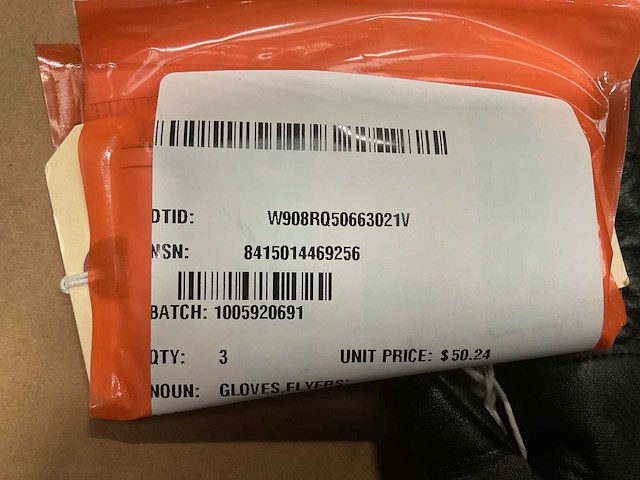 DTID: W908RQ50663021V
NSN: 8415014469256
BATCH: 1005920691
QTY: 3 UNIT PRICE: $50.24
NOUN: GLOVES,FLYERS'